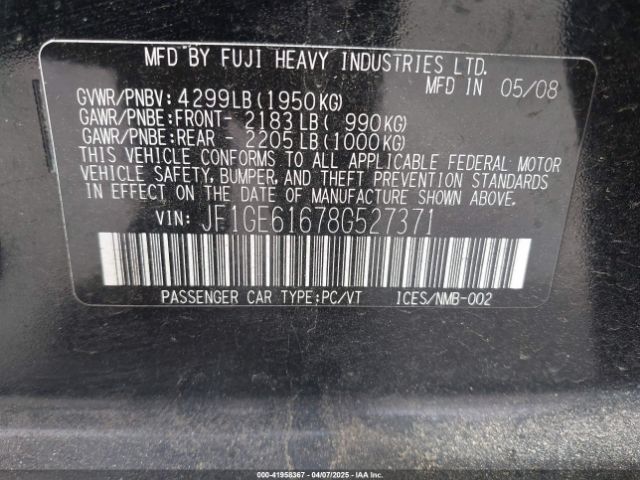 MFD BY FUJI HEAVY INDUSTRIES LTD.
MFD IN 05/08
GVWR/PNBV: 4299LB(1950KG)
GAWR/PNBE:FRONT- 2183LB( 990KG)
GAWR/PNBE:REAR 2205LB(1000KG)
THIS VEHICLE CONFORMS TO ALL APPLICABLE FEDERAL MOTOR
VEHICLE SAFETY, BUMPER, AND THEFT PREVENTION STANDARDS
IN EFFECT ON THE DATE OF MANUFACTURE SHOWN ABOVE.
VIN: JF1GE61678G527371
PASSENGER CAR TYPE:PC/VT ICES/NMB-002
000-41958367 - 04/07/2025 - IAAI.COM